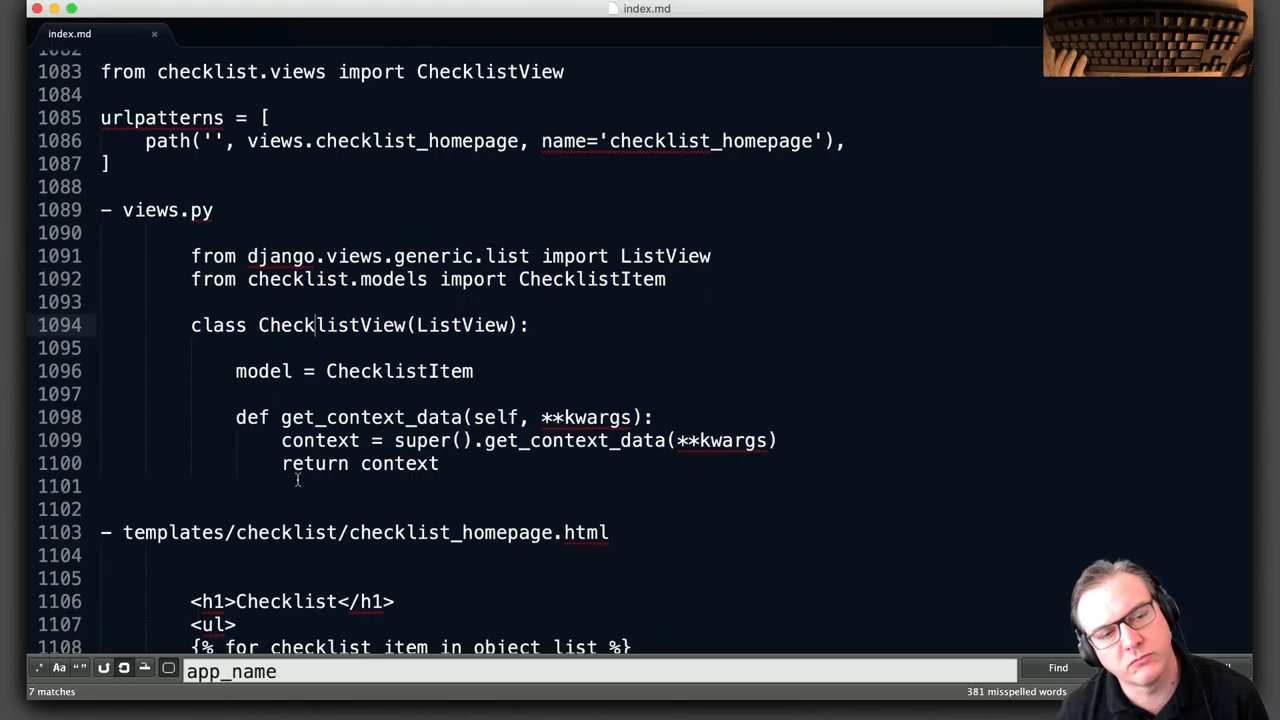 index.md
index.md
1082
1083 from checklist.views import ChecklistView
1084
1085 urlpatterns = [
1086     path('', views.checklist_homepage, name='checklist_homepage'),
1087 ]
1088
1089 - views.py
1090
1091         from django.views.generic.list import ListView
1092         from checklist.models import ChecklistItem
1093
1094         class ChecklistView(ListView):
1095
1096             model = ChecklistItem
1097
1098             def get_context_data(self, **kwargs):
1099                 context = super().get_context_data(**kwargs)
1100                 return context
1101
1102
1103 - templates/checklist/checklist_homepage.html
1104
1105
1106         <h1>Checklist</h1>
1107         <ul>
1108         {% for checklist_item in object_list %}
.* Aa “” app_name Find
7 matches 381 misspelled words